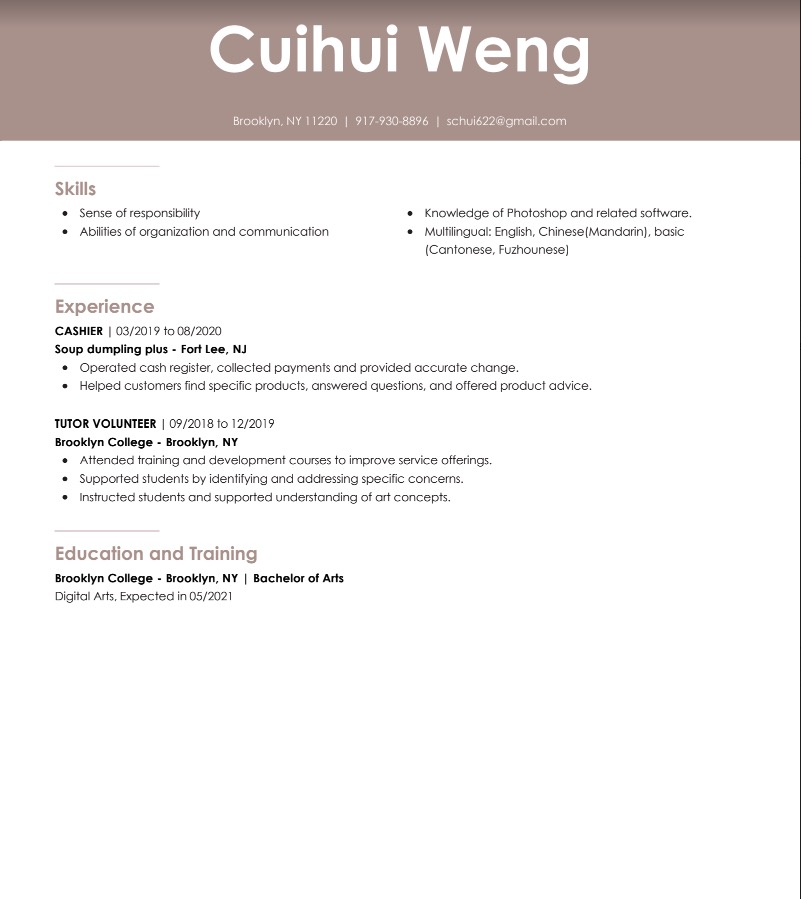 Cuihui Weng
Brooklyn, NY 11220 | 917-930-8896 | schui622@gmail.com
Skills
• Sense of responsibility
• Abilities of organization and communication
• Knowledge of Photoshop and related software.
• Multilingual: English, Chinese(Mandarin), basic
(Cantonese, Fuzhounese)
Experience
CASHIER | 03/2019 to 08/2020
Soup dumpling plus - Fort Lee, NJ
• Operated cash register, collected payments and provided accurate change.
• Helped customers find specific products, answered questions, and offered product advice.
TUTOR VOLUNTEER | 09/2018 to 12/2019
Brooklyn College - Brooklyn, NY
• Attended training and development courses to improve service offerings.
• Supported students by identifying and addressing specific concerns.
• Instructed students and supported understanding of art concepts.
Education and Training
Brooklyn College - Brooklyn, NY | Bachelor of Arts
Digital Arts, Expected in 05/2021